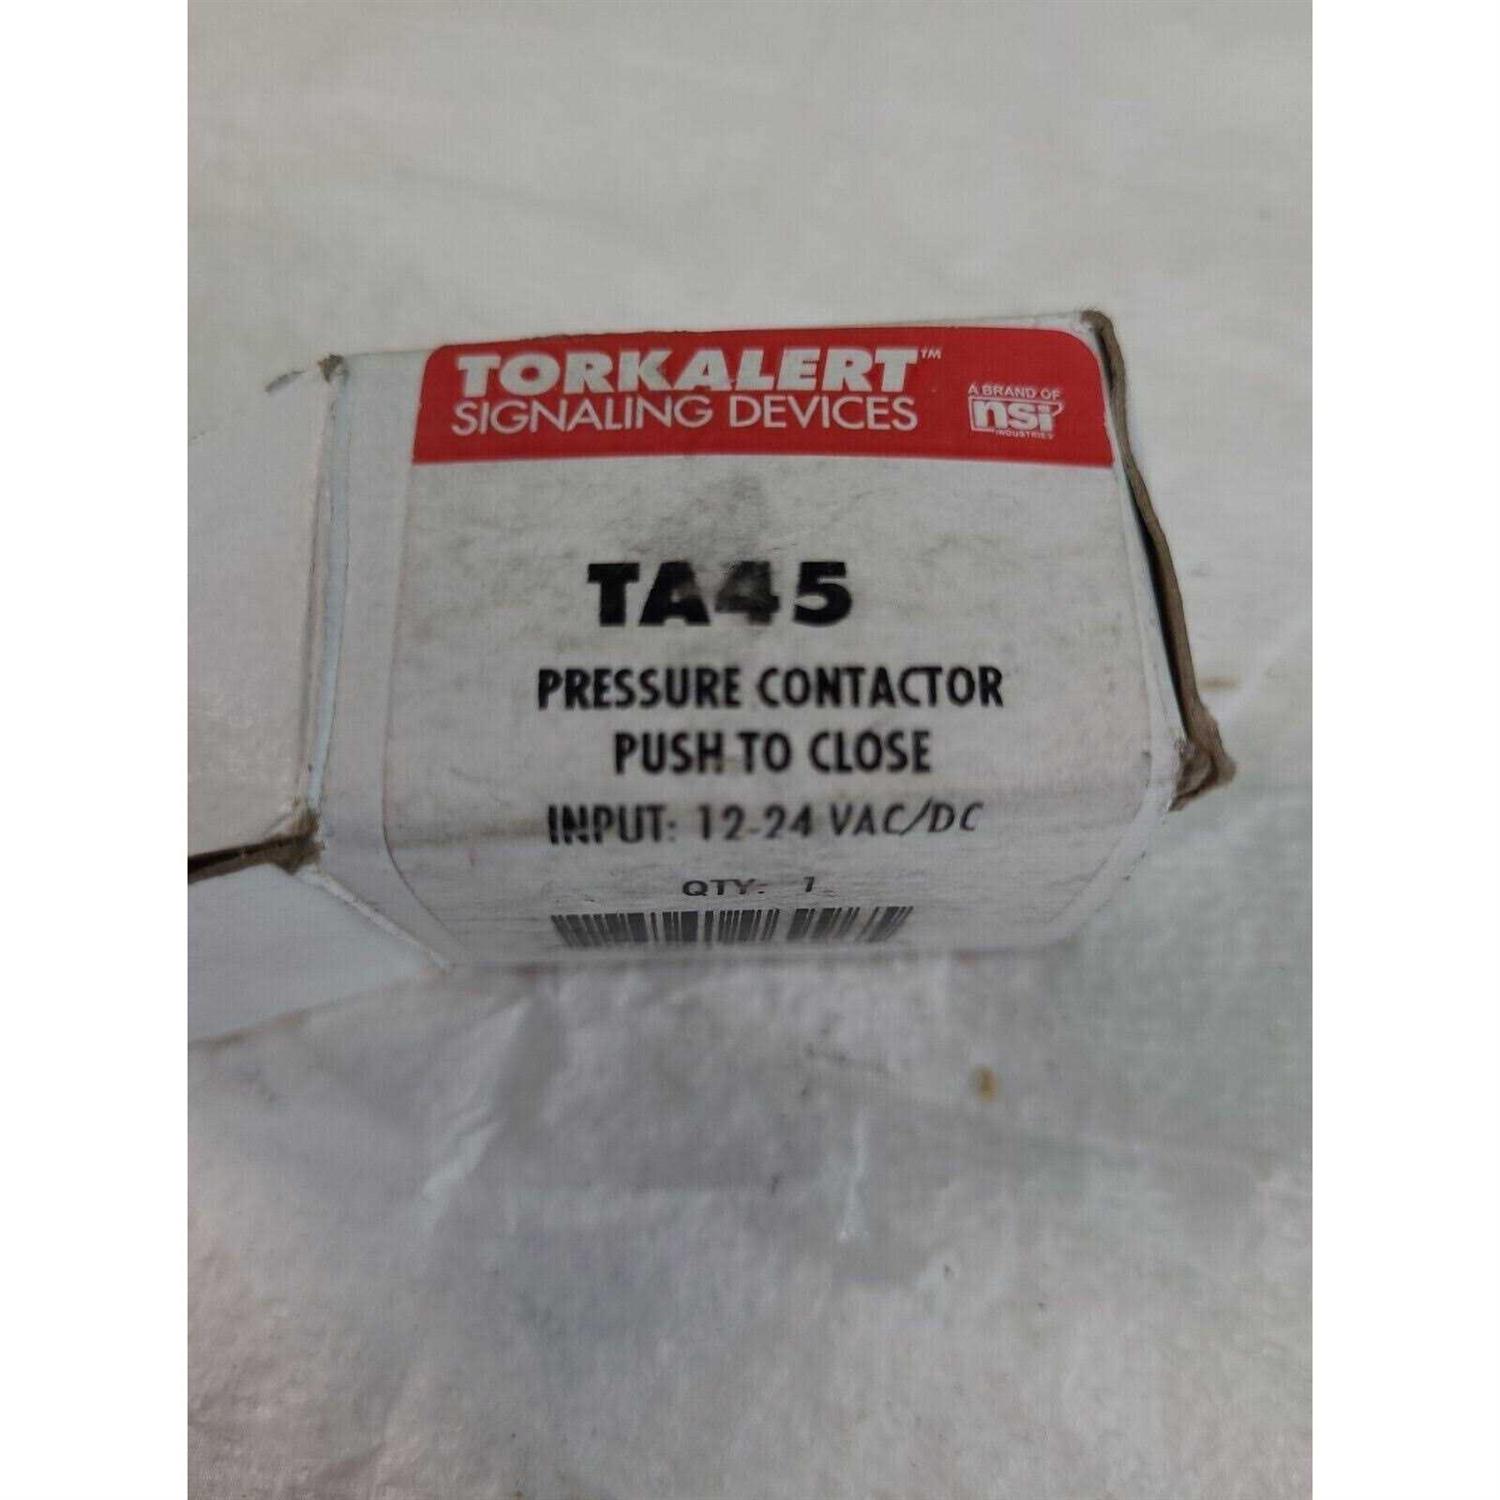 TORKALERT™
SIGNALING DEVICES
A BRAND OF
nsi
INDUSTRIES
TA45
PRESSURE CONTACTOR
PUSH TO CLOSE
INPUT: 12-24 VAC/DC
QTY: 1